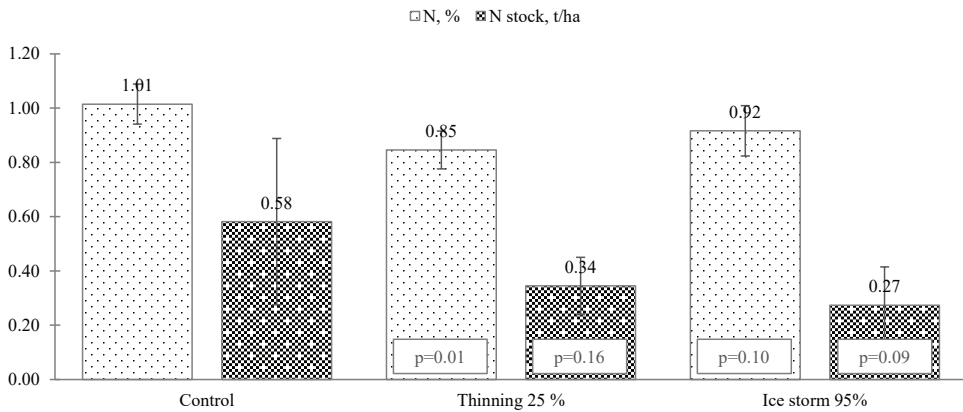 N, % N stock, t/ha
1.20
1.00
0.80
0.60
0.40
0.20
0.00
1.01
0.58
0.85
0.34
0.92
0.27
p=0.01
p=0.16
p=0.10
p=0.09
Control
Thinning 25 %
Ice storm 95%